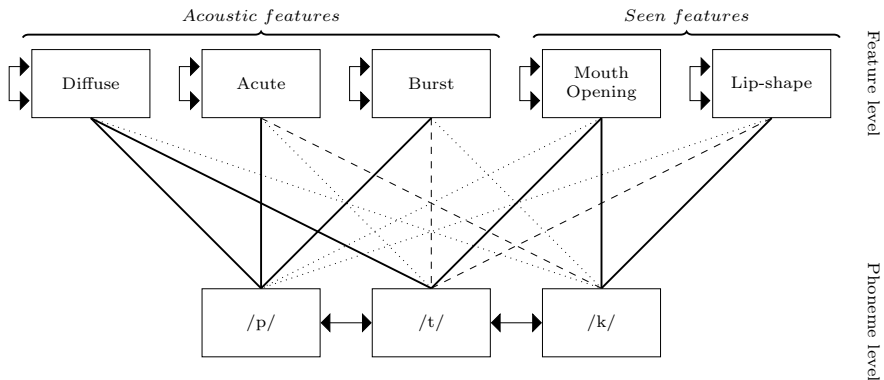 Acoustic features
Seen features
Diffuse
Acute
Burst
Mouth
Opening
Lip-shape
Feature level
/p/
/t/
/k/
Phoneme level